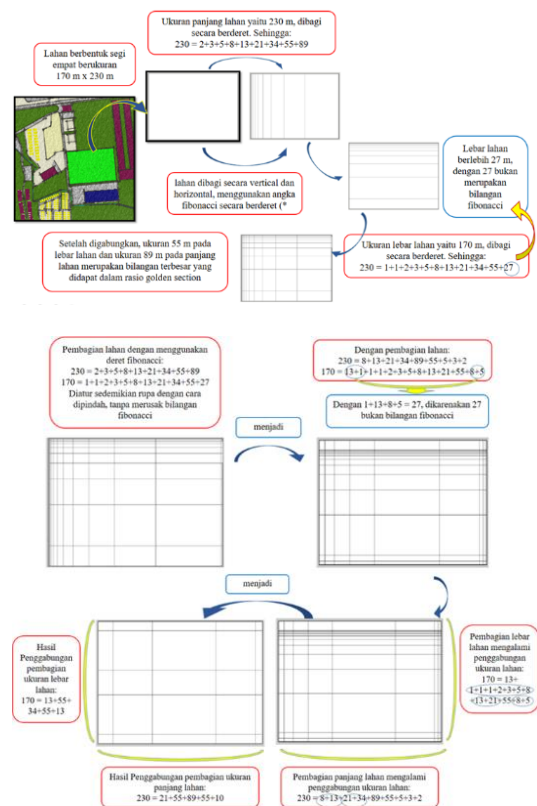 Ukuran panjang lahan yaitu 230 m, dibagi
secara berderet. Sehingga:
230 = 2+3+5+8+13+21+34+55+89
Lahan berbentuk segi
empat berukuran
170 m x 230 m
lahan dibagi secara vertical dan
horizontal, menggunakan angka
fibonacci secara berderet (*
Lebar lahan
berlebih 27 m,
dengan 27 bukan
merupakan
bilangan
fibonacci
Setelah digabungkan, ukuran 55 m pada
lebar lahan dan ukuran 89 m pada panjang
lahan merupakan bilangan terbesar yang
didapat dalam rasio golden section
Ukuran lebar lahan yaitu 170 m, dibagi
secara berderet. Sehingga:
230 = 1+1+2+3+5+8+13+21+34+55+27
Pembagian lahan dengan menggunakan
deret fibonacci:
230 = 2+3+5+8+13+21+34+55+89
170 = 1+1+2+3+5+8+13+21+34+55+27
Diatur sedemikian rupa dengan cara
dipindah, tanpa merusak bilangan
fibonacci
Dengan pembagian lahan:
230 = 8+13+21+34+89+55+5+3+2
170 = 13+1+1+1+2+3+5+8+13+21+55+8+5
Dengan 1+13+8+5 = 27, dikarenakan 27
bukan bilangan fibonacci
menjadi
menjadi
Hasil
Penggabungan
pembagian
ukuran lebar
lahan:
170 = 13+55+
34+55+13
Pembagian lebar
lahan mengalami
penggabungan
ukuran lahan:
170 = 13+
1+1+1+2+3+5+8
+13+21+55+8+5
Hasil Penggabungan pembagian ukuran
panjang lahan:
230 = 21+55+89+55+10
Pembagian panjang lahan mengalami
penggabungan ukuran lahan:
230 = 8+13+21+34+89+55+5+3+2